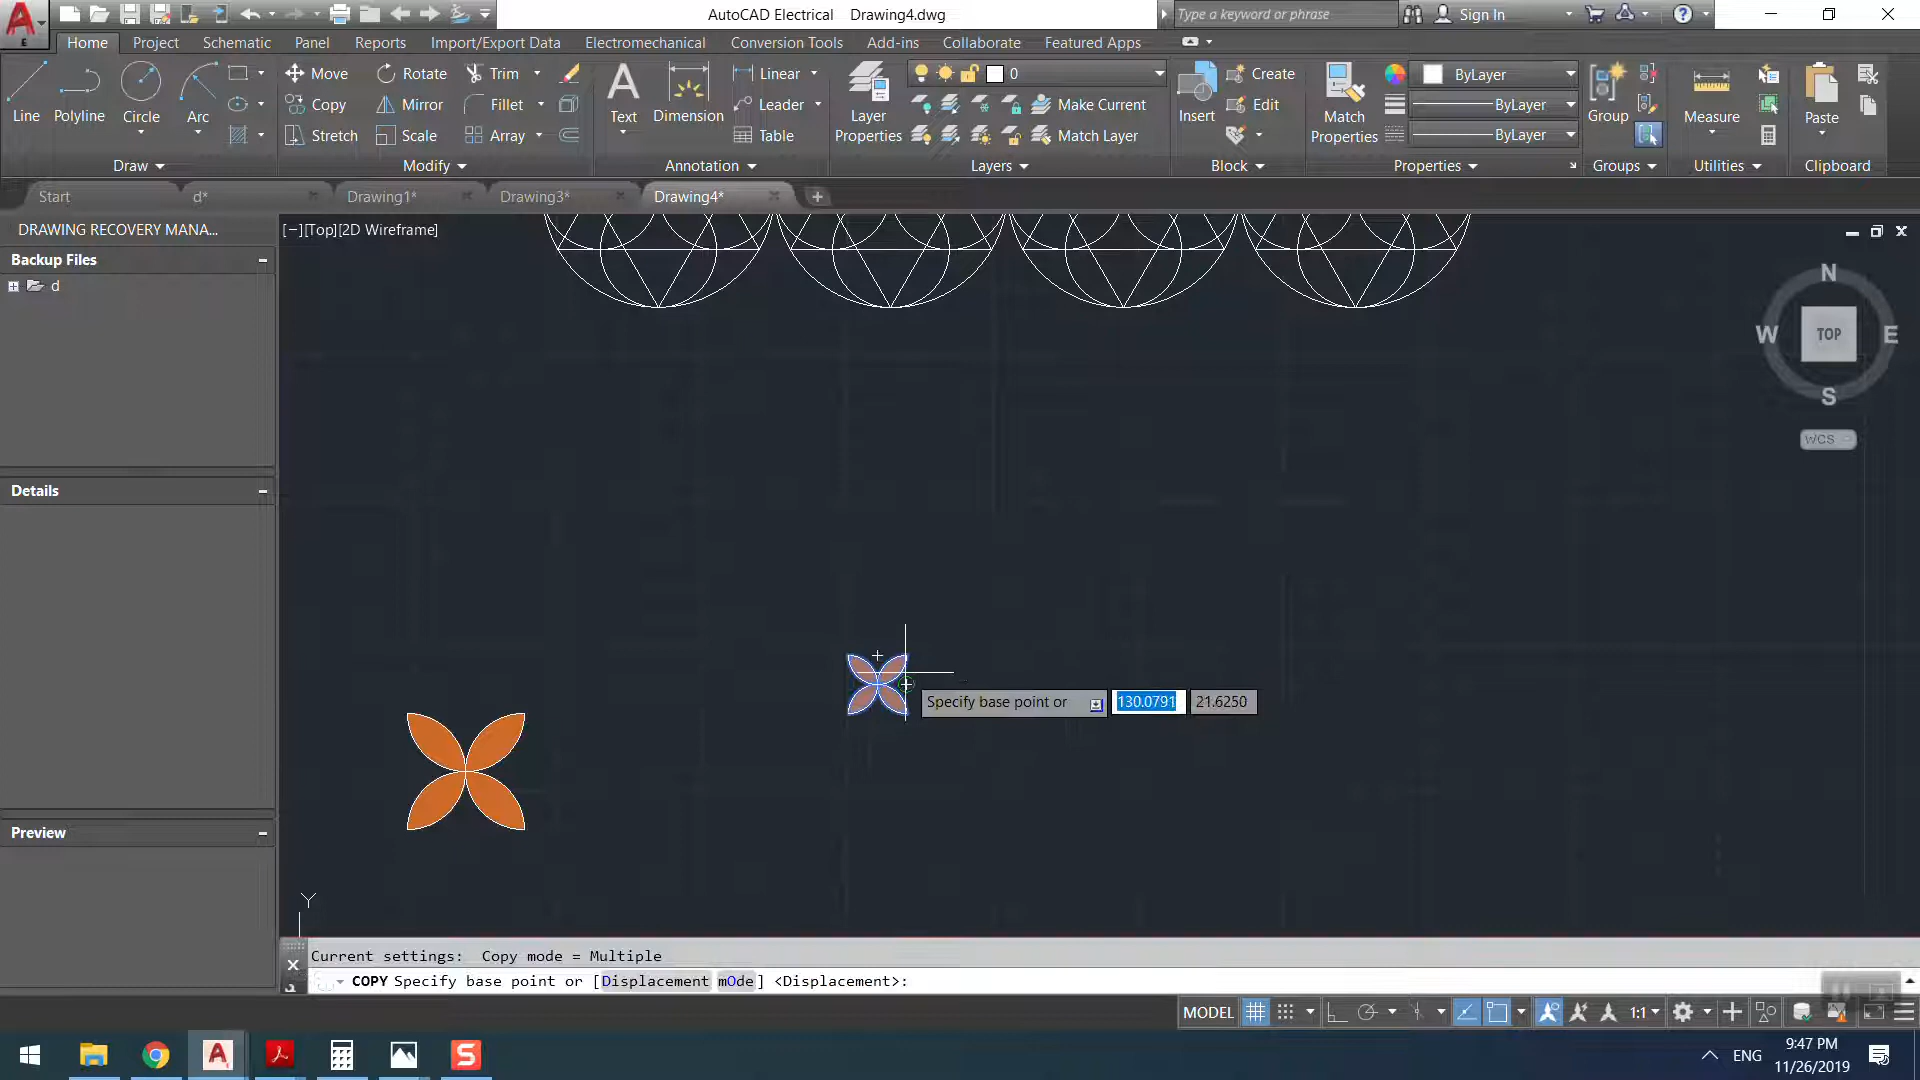 AutoCAD Electrical Drawing4.dwg
Type a keyword or phrase
Sign In
Home Project Schematic Panel Reports Import/Export Data Electromechanical Conversion Tools Add-ins Collaborate Featured Apps
Line Polyline Circle Arc
Move Rotate Trim
Copy Mirror Fillet
Stretch Scale Array
Text Dimension
Linear
Leader
Table
Layer Properties
0
Make Current
Match Layer
Insert
Create
Edit
Match Properties
ByLayer
ByLayer
ByLayer
Group
Measure
Paste
Draw Modify Annotation Layers Block Properties Groups Utilities Clipboard
Start d* Drawing1* Drawing3* Drawing4*
DRAWING RECOVERY MANA...
Backup Files
d
Details
Preview
[−][Top][2D Wireframe]
N
W TOP E
S
WCS
Specify base point or 130.0791 21.6250
Y
Current settings: Copy mode = Multiple
COPY Specify base point or [Displacement mOde] <Displacement>:
MODEL 1:1
ENG
9:47 PM
11/26/2019